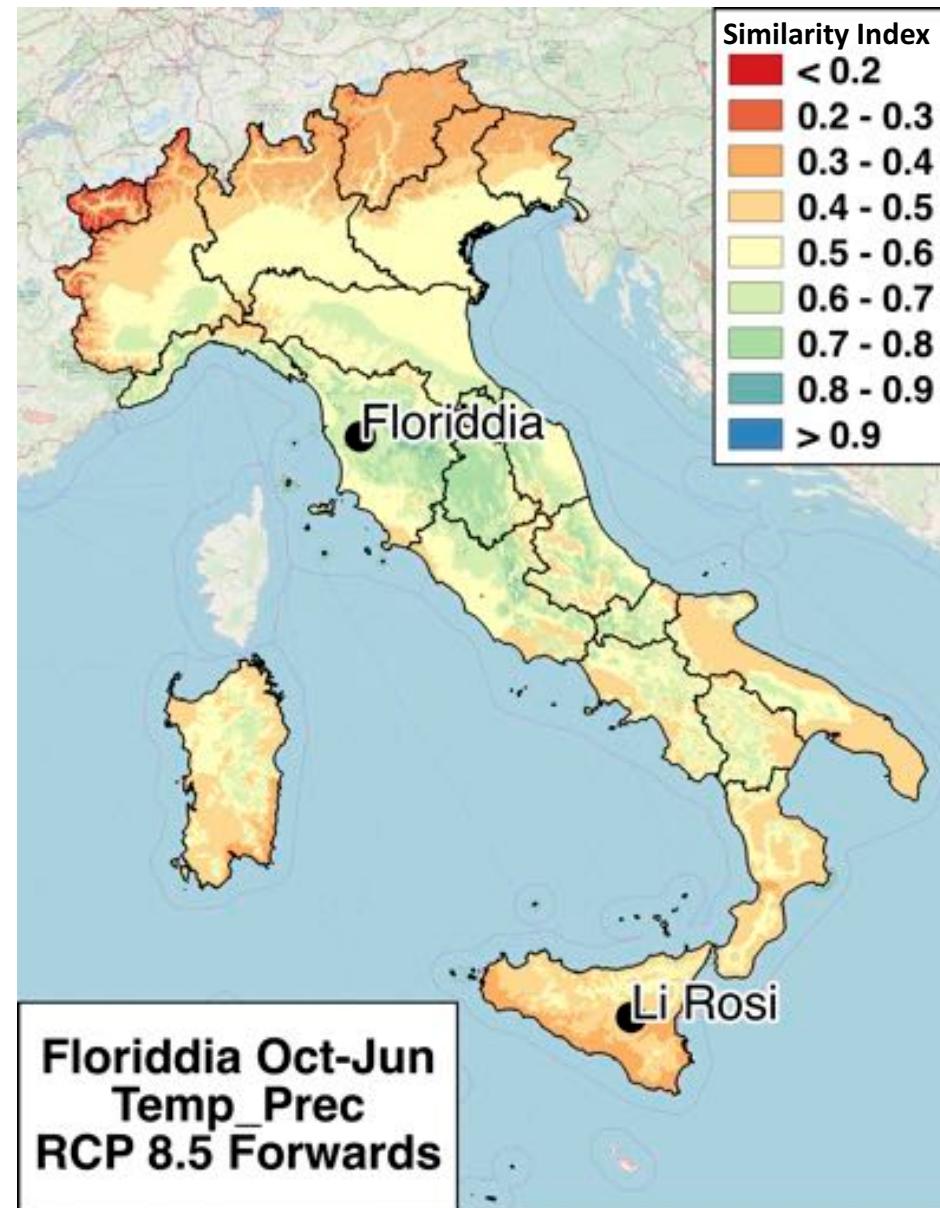 Similarity Index
< 0.2
0.2 - 0.3
0.3 - 0.4
0.4 - 0.5
0.5 - 0.6
0.6 - 0.7
0.7 - 0.8
0.8 - 0.9
> 0.9
Floriddia
Li Rosi
Floriddia Oct-Jun
Temp_Prec
RCP 8.5 Forwards